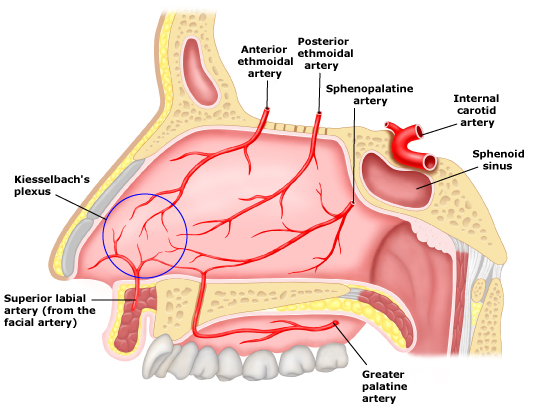 Anterior
ethmoidal
artery
Posterior
ethmoidal
artery
Sphenopalatine
artery
Internal
carotid
artery
Sphenoid
sinus
Kiesselbach's
plexus
Superior labial
artery (from the
facial artery)
Greater
palatine
artery